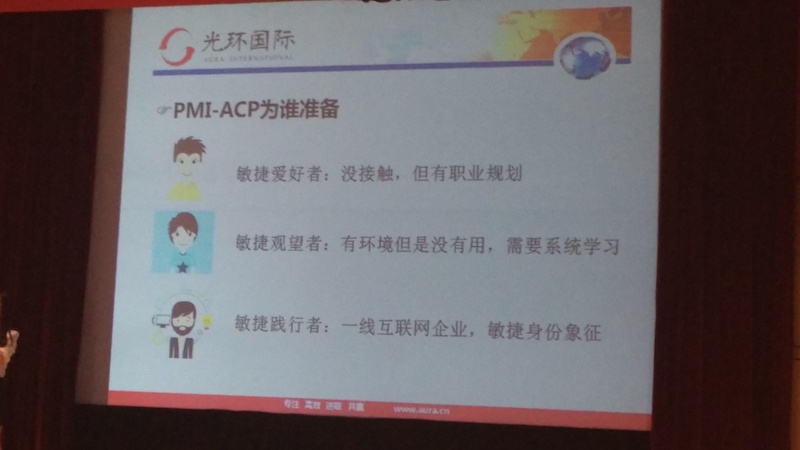 光环国际
AURA INTERNATIONAL
☞PMI-ACP为谁准备
敏捷爱好者：没接触，但有职业规划
敏捷观望者：有环境但是没有用，需要系统学习
敏捷践行者：一线互联网企业，敏捷身份象征
专注 高效 进取 共赢 www.aura.cn